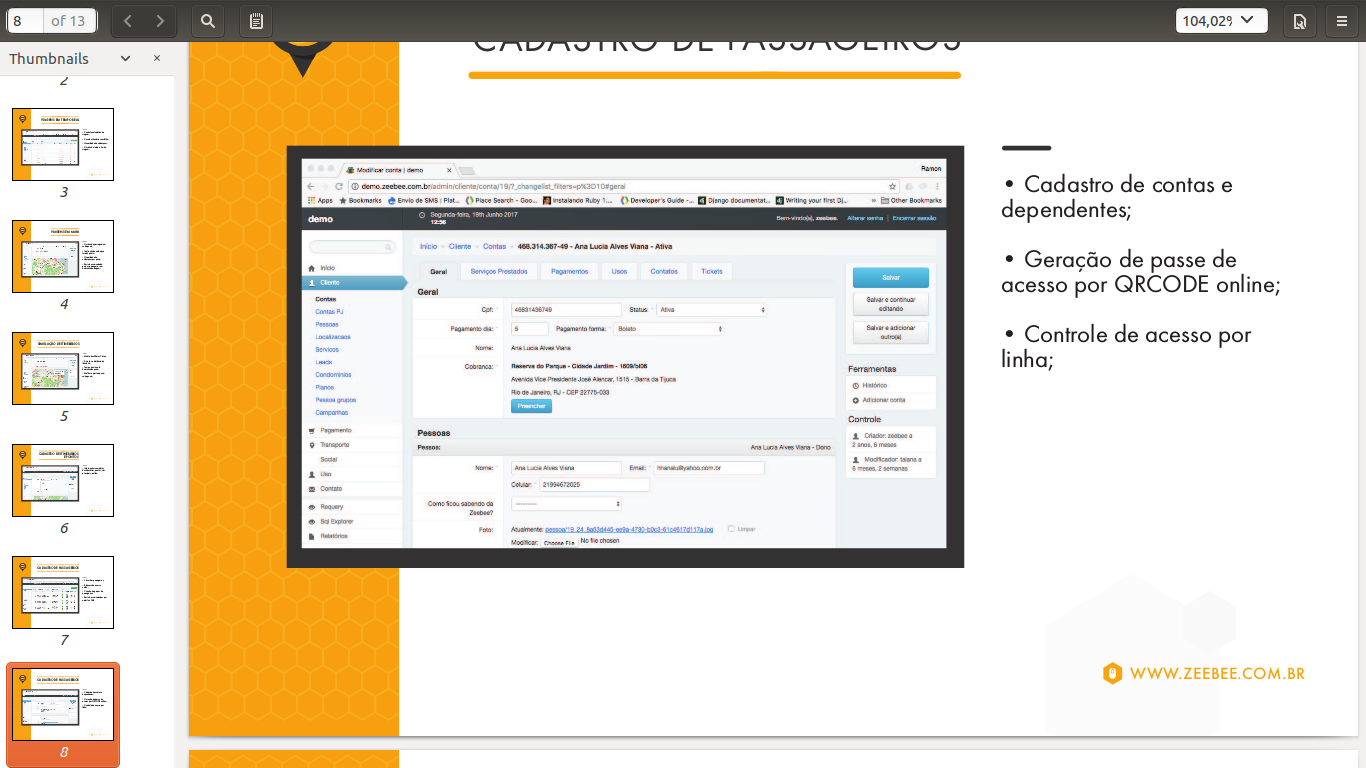 8
of 13
104,02%
Thumbnails
2
3
4
5
6
7
8
CADASTRO DE PASSAGEIROS
Modificar conta | demo
Ramon
demo.zeebee.com.br/admin/cliente/conta/19/?_changelist_filters=p%3D10#geral
Apps
Bookmarks
Envio de SMS | Plat...
Place Search - Goo...
Instalando Ruby 1....
Developer's Guide -...
Django documentat...
Writing your first Dj...
» Other Bookmarks
demo
Segunda-feira, 19th Junho 2017
12:56
Bem-vindo(a), zeebee.
Alterar senha | Encerrar sessão
Início » Cliente » Contas » 468.314.367-49 - Ana Lucia Alves Viana - Ativa
Início
Cliente
Contas
Contas PJ
Pessoas
Localizacoes
Servicos
Leads
Condominios
Planos
Pessoa grupos
Campanhas
Pagamento
Transporte
Social
Uso
Contato
Requery
Sql Explorer
Relatórios
Geral
Serviços Prestados
Pagamentos
Usos
Contatos
Tickets
Geral
Cpf: 46831436749 Status: Ativa
Pagamento dia: 5 Pagamento forma: Boleto
Nome: Ana Lucia Alves Viana
Cobranca: Reserva do Parque - Cidade Jardim - 1609/bl06
Avenida Vice Presidente José Alencar, 1515 - Barra da Tijuca
Rio de Janeiro, RJ - CEP 22775-033
Preencher
Pessoas
Pessoa: Ana Lucia Alves Viana - Dono
Nome: Ana Lucia Alves Viana Email: hhanaiu@yahoo.com.br
Celular: 21994672025
Como ficou sabendo da
Zeebee? ---------
Foto: Atualmente:
Limpar
Modificar: Choose File No file chosen
Salvar
Salvar e continuar
editando
Salvar e adicionar
outro(a)
Ferramentas
Histórico
Adicionar conta
Controle
Criador: zeebee a
2 anos, 6 meses
Modificador: taiana a
6 meses, 2 semanas
• Cadastro de contas e
dependentes;
• Geração de passe de
acesso por QRCODE online;
• Controle de acesso por
linha;
WWW.ZEEBEE.COM.BR